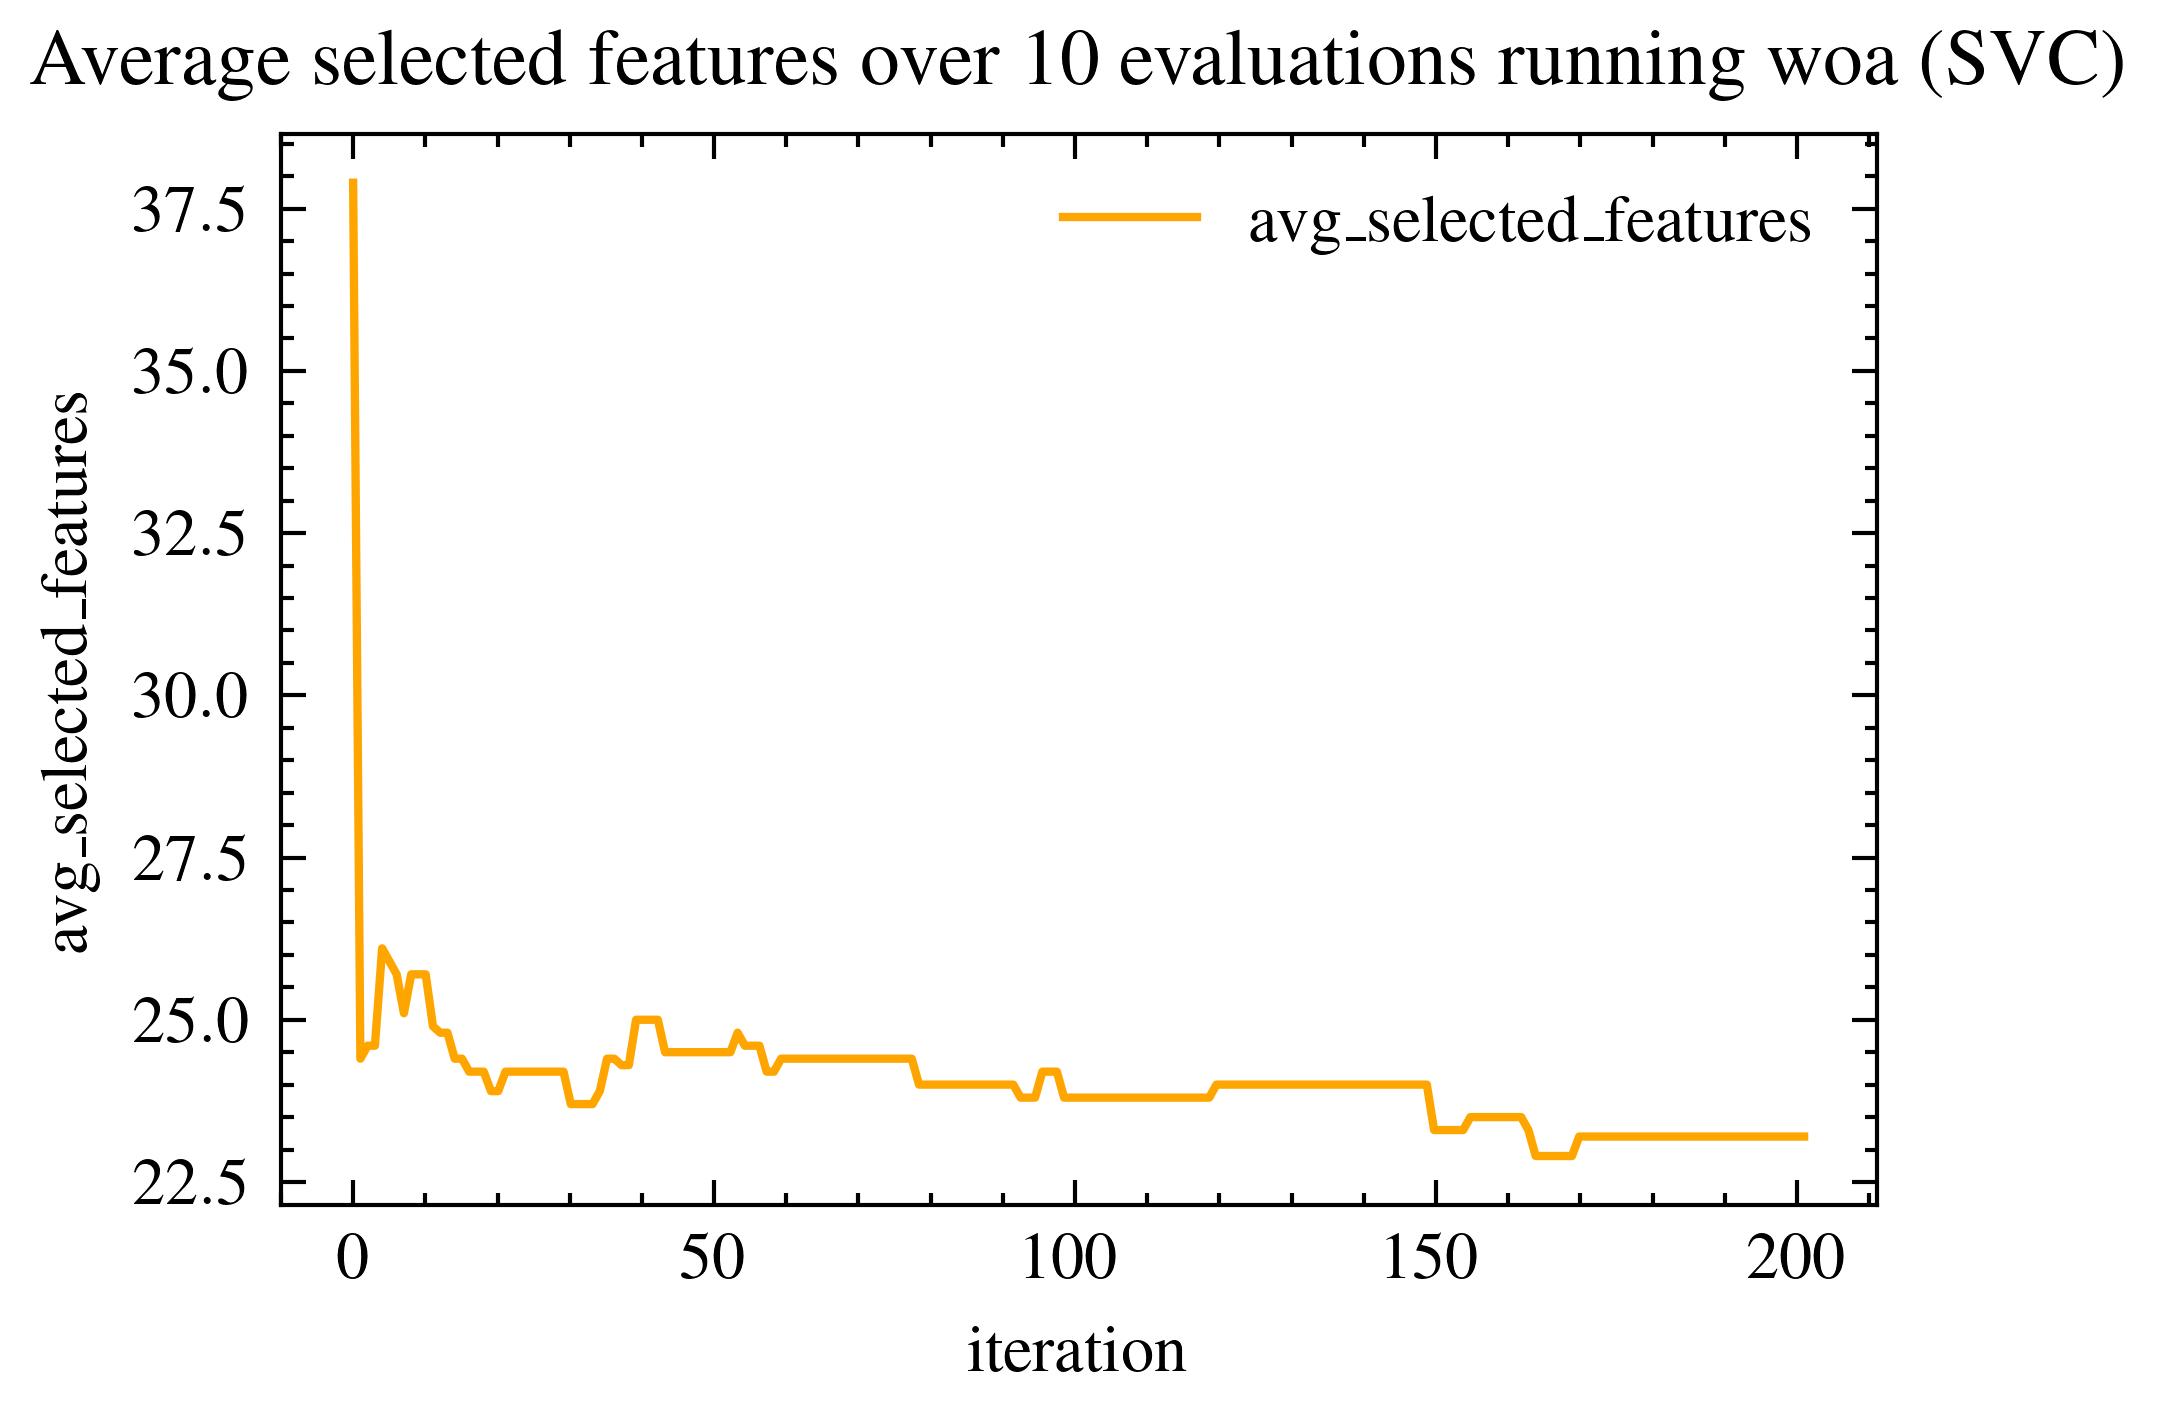 Average selected features over 10 evaluations running woa (SVC)
avg_selected_features
37.5
35.0
32.5
30.0
27.5
25.0
22.5
avg_selected_features
0 50 100 150 200
iteration